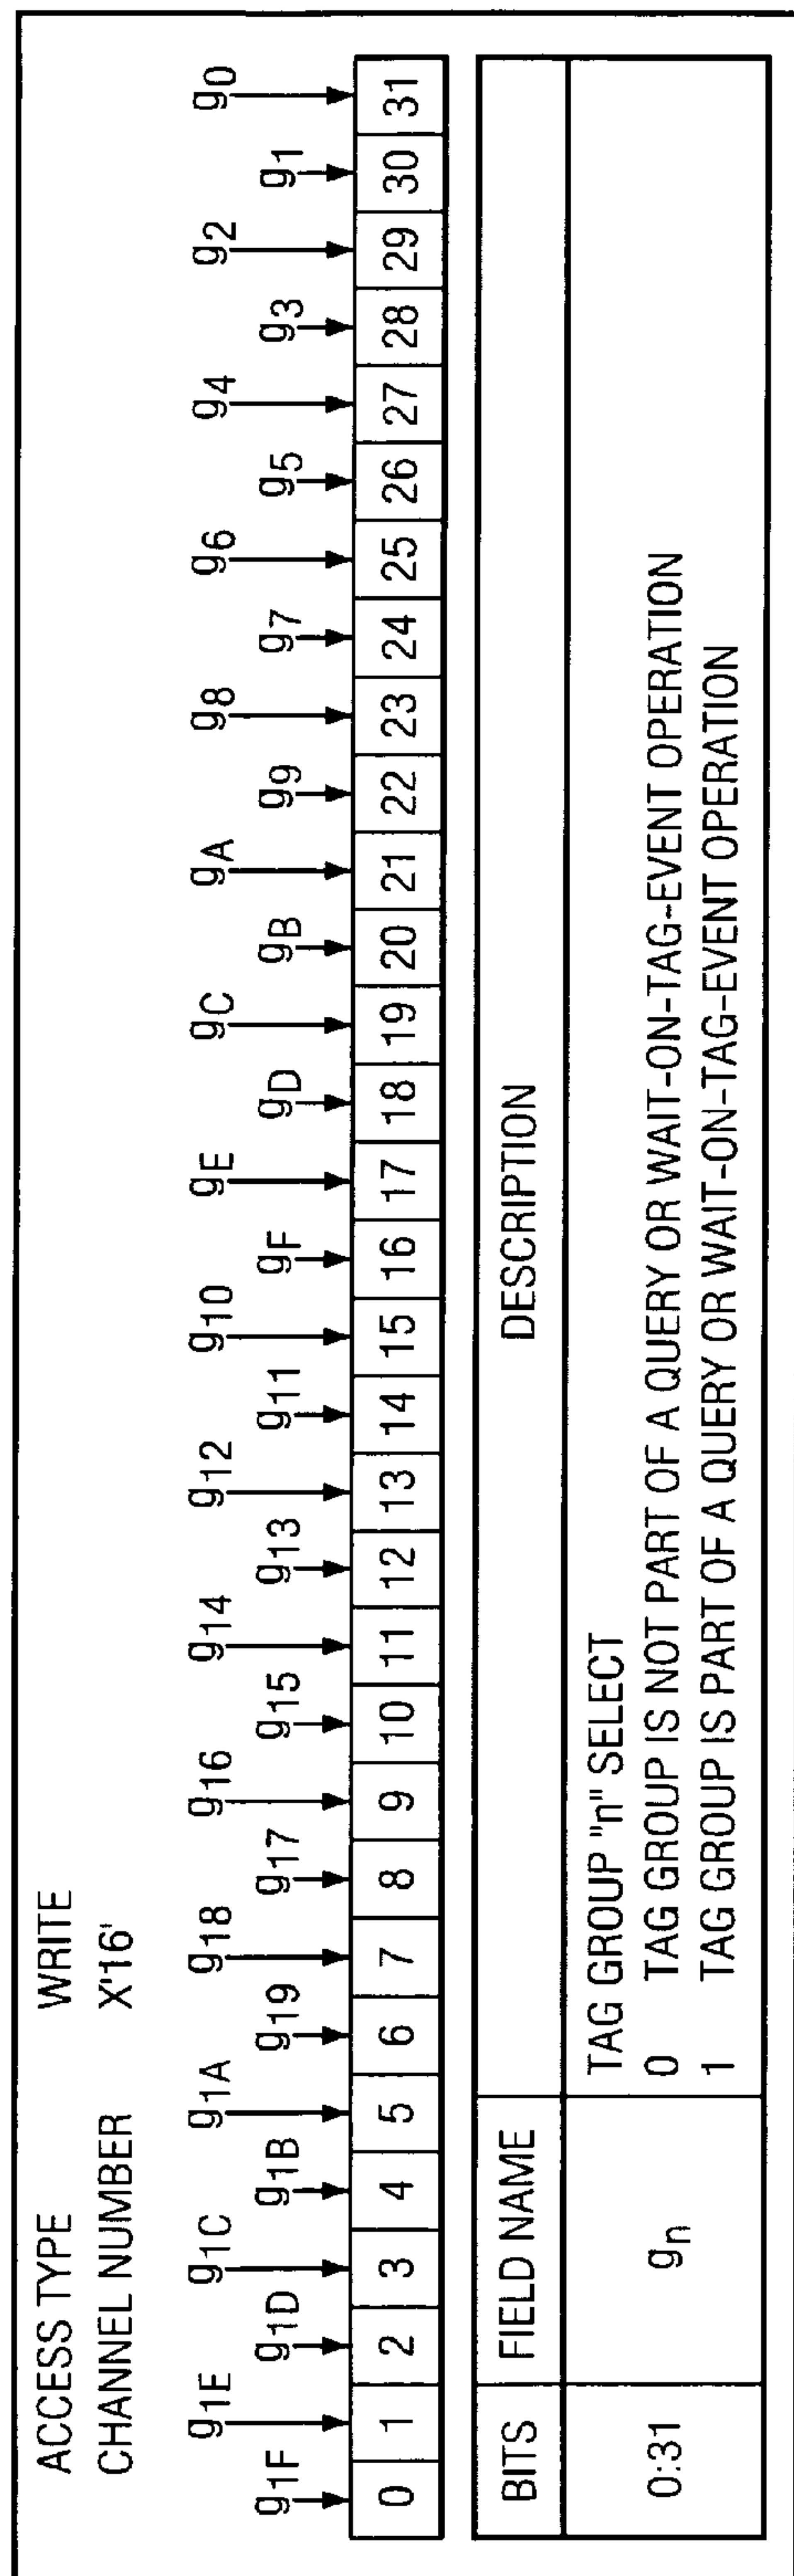 ACCESS TYPE WRITE
CHANNEL NUMBER X'16'
g1F g1E g1D g1C g1B g1A g19 g18 g17 g16 g15 g14 g13 g12 g11 g10 gF gE gD gC gB gA g9 g8 g7 g6 g5 g4 g3 g2 g1 g0
0 1 2 3 4 5 6 7 8 9 10 11 12 13 14 15 16 17 18 19 20 21 22 23 24 25 26 27 28 29 30 31
BITS FIELD NAME DESCRIPTION
0:31 gn TAG GROUP "n" SELECT
0 TAG GROUP IS NOT PART OF A QUERY OR WAIT-ON-TAG-EVENT OPERATION
1 TAG GROUP IS PART OF A QUERY OR WAIT-ON-TAG-EVENT OPERATION